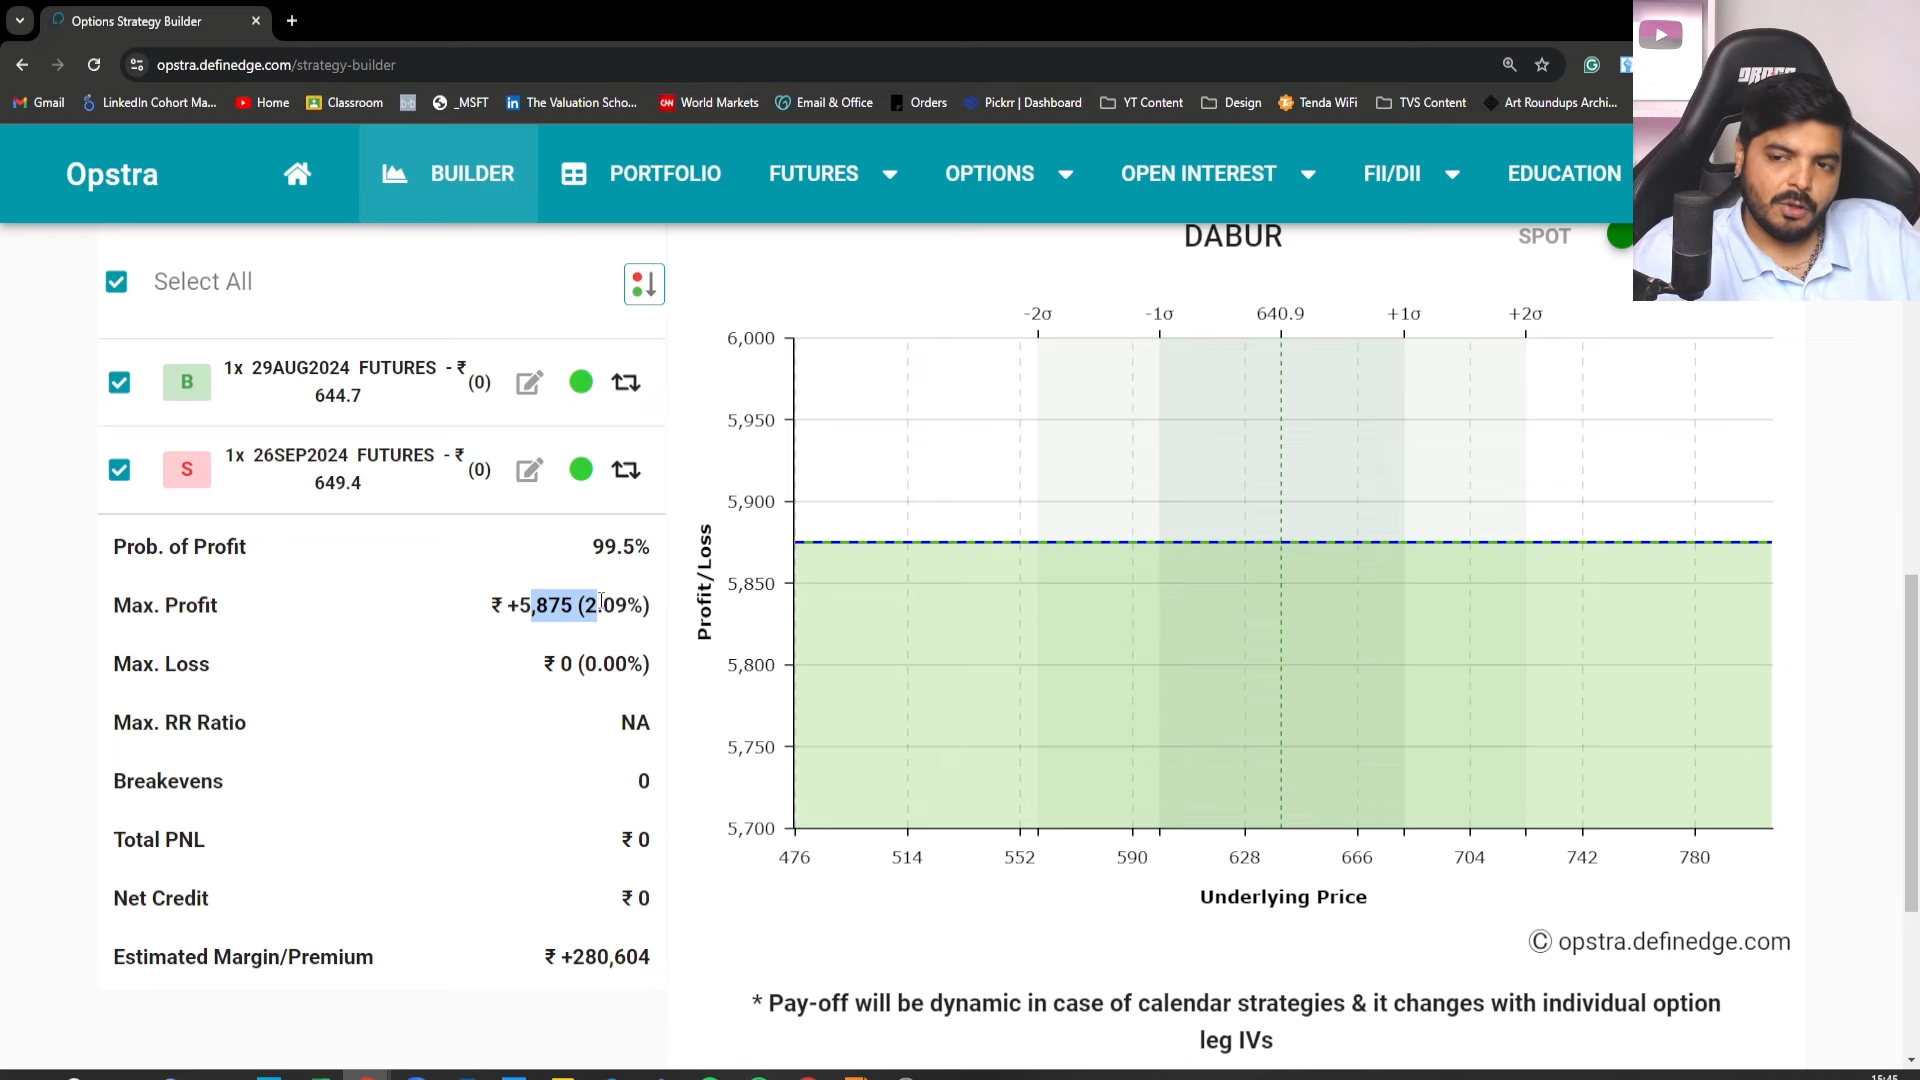 Options Strategy Builder
opstra.definedge.com/strategy-builder
Gmail LinkedIn Cohort Ma... Home Classroom _MSFT The Valuation Scho... World Markets Email & Office Orders Pickrr | Dashboard YT Content Design Tenda WiFi TVS Content Art Roundups Archi...
Opstra BUILDER PORTFOLIO FUTURES OPTIONS OPEN INTEREST FII/DII EDUCATION
DABUR SPOT
Select All
B 1x 29AUG2024 FUTURES - ₹ 644.7 (0)
S 1x 26SEP2024 FUTURES - ₹ 649.4 (0)
Prob. of Profit 99.5%
Max. Profit ₹ +5,875 (2.09%)
Max. Loss ₹ 0 (0.00%)
Max. RR Ratio NA
Breakevens 0
Total PNL ₹ 0
Net Credit ₹ 0
Estimated Margin/Premium ₹ +280,604
-2σ -1σ 640.9 +1σ +2σ
6,000
5,950
5,900
5,850
5,800
5,750
5,700
Profit/Loss
476 514 552 590 628 666 704 742 780
Underlying Price
© opstra.definedge.com
* Pay-off will be dynamic in case of calendar strategies & it changes with individual option
leg IVs